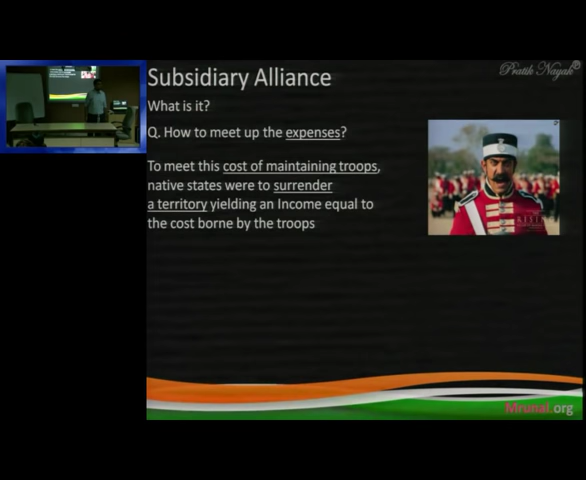 Pratik Nayak
Subsidiary Alliance
What is it?
Q. How to meet up the expenses?
To meet this cost of maintaining troops,
native states were to surrender
a territory yielding an Income equal to
the cost borne by the troops
Mrunal.org